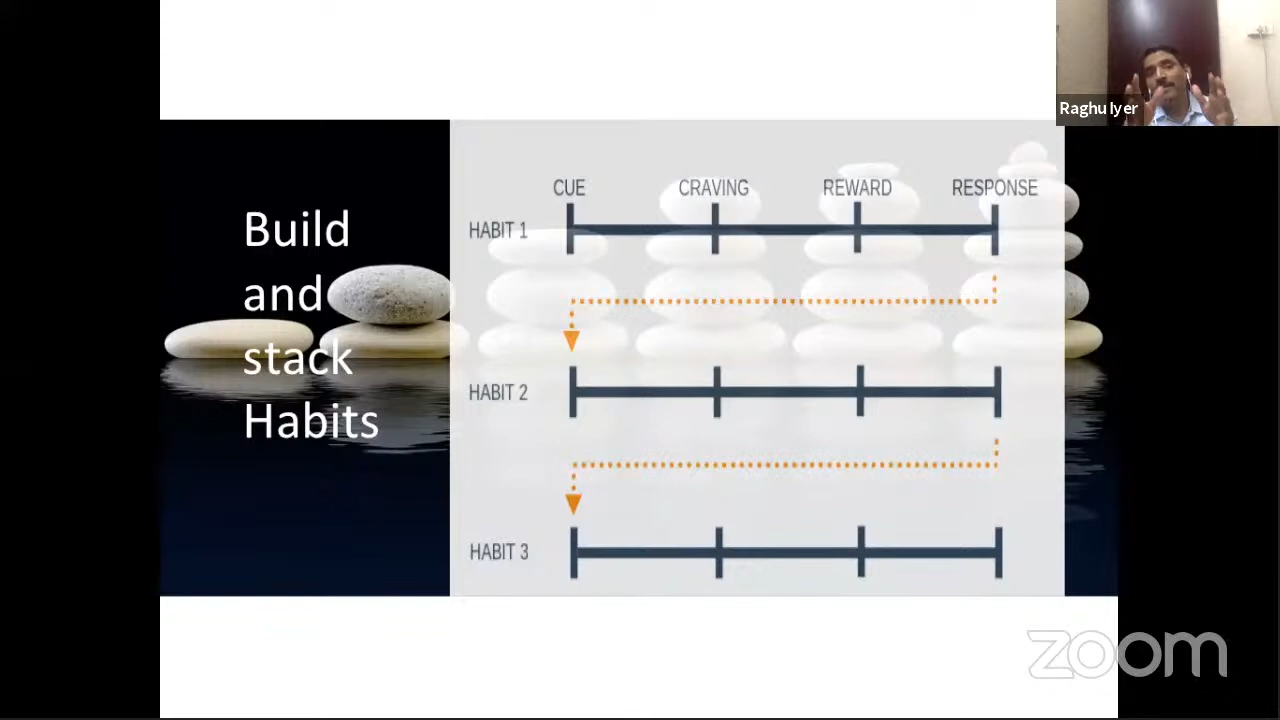 Raghu Iyer
Build
and
stack
Habits
CUE CRAVING REWARD RESPONSE
HABIT 1
HABIT 2
HABIT 3
zoom